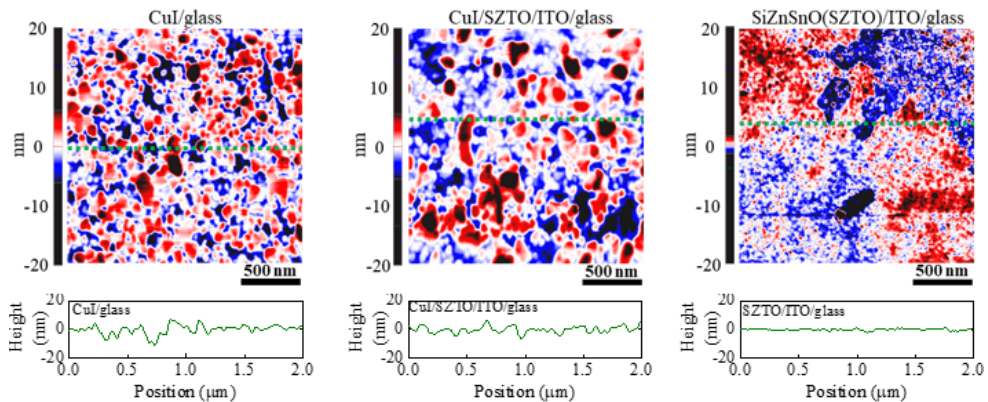 CuI/glass
20
10
0
-10
-20
nm
500 nm
CuI/glass
20
0
-20
Height
(nm)
0.0 0.5 1.0 1.5 2.0
Position (μm)
CuI/SZTO/ITO/glass
20
10
0
-10
-20
nm
500 nm
CuI/SZTO/ITO/glass
20
0
-20
Height
(nm)
0.0 0.5 1.0 1.5 2.0
Position (μm)
SiZnSnO(SZTO)/ITO/glass
20
10
0
-10
-20
nm
500 nm
SZTO/ITO/glass
20
0
-20
Height
(nm)
0.0 0.5 1.0 1.5 2.0
Position (μm)